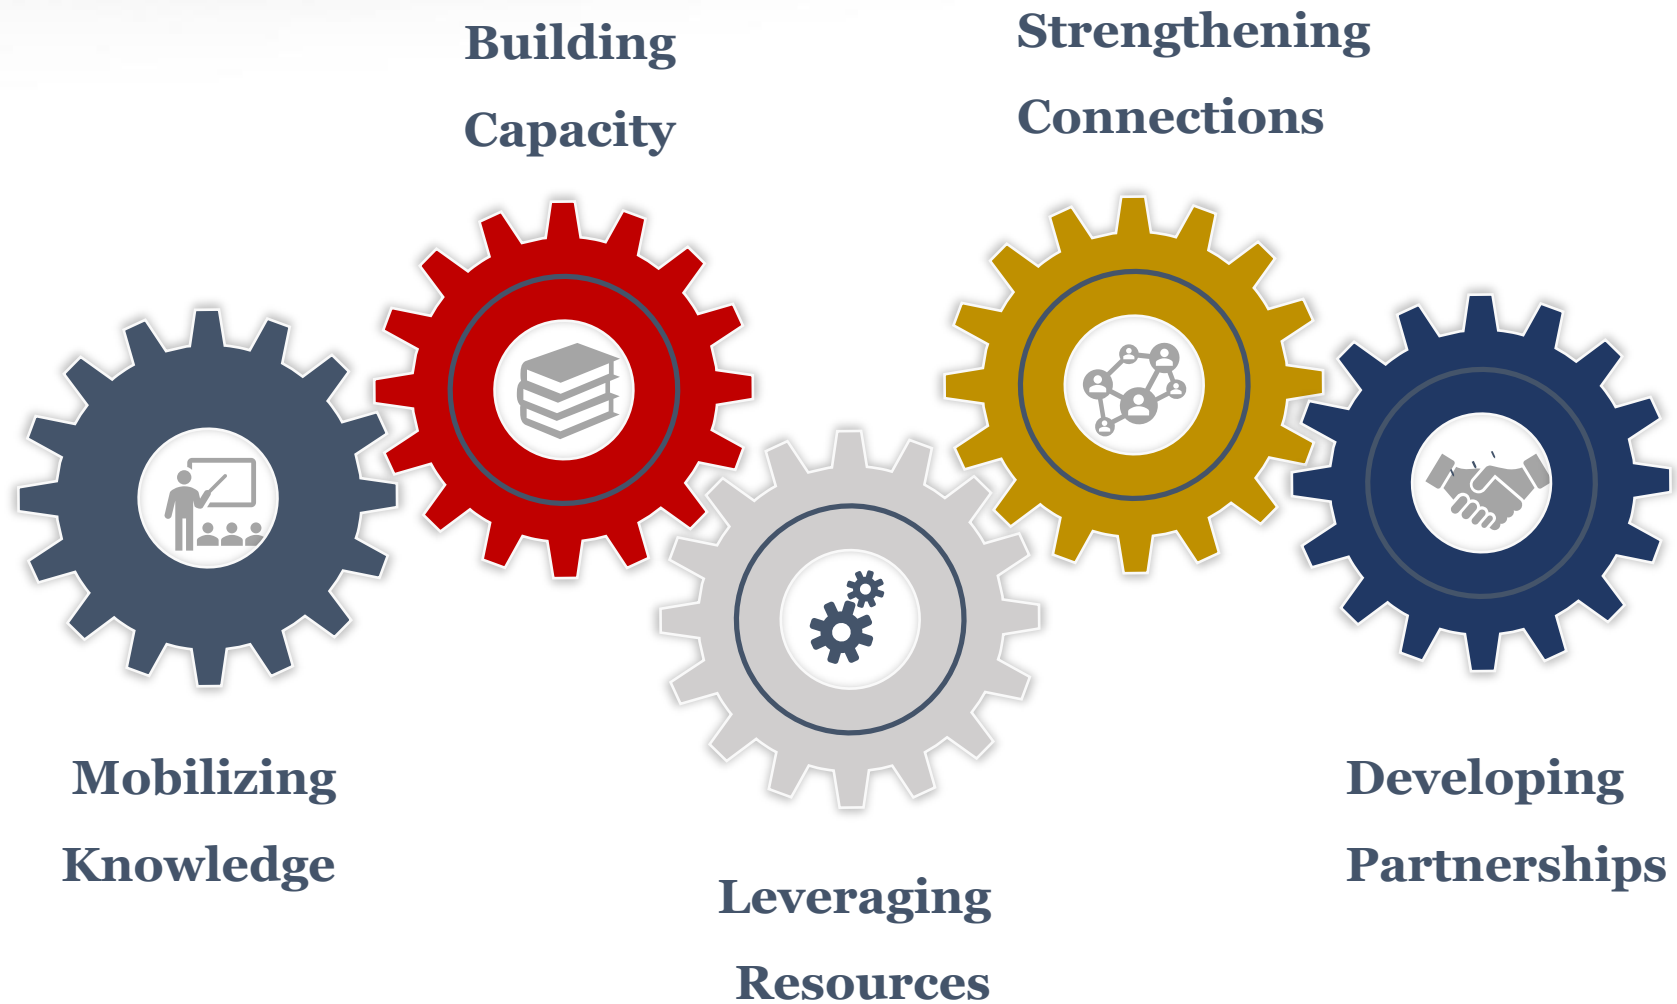 Building
Capacity
Strengthening
Connections
Mobilizing
Knowledge
Leveraging
Resources
Developing
Partnerships